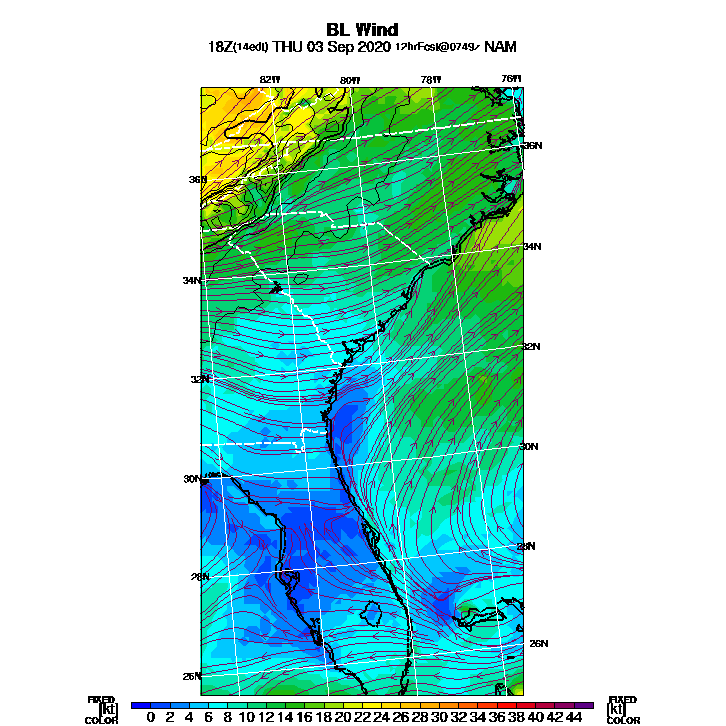 BL Wind
18Z(14edt) THU 03 Sep 2020 12hrFcst@0749z NAM
82W 80W 78W 76W
36N
36N
34N
34N
32N
32N
30N
30N
28N
28N
26N
26N
FIXED FIXED
[kt] 0 2 4 6 8 10 12 14 16 18 20 22 24 26 28 30 32 34 36 38 40 42 44 [kt]
COLOR COLOR